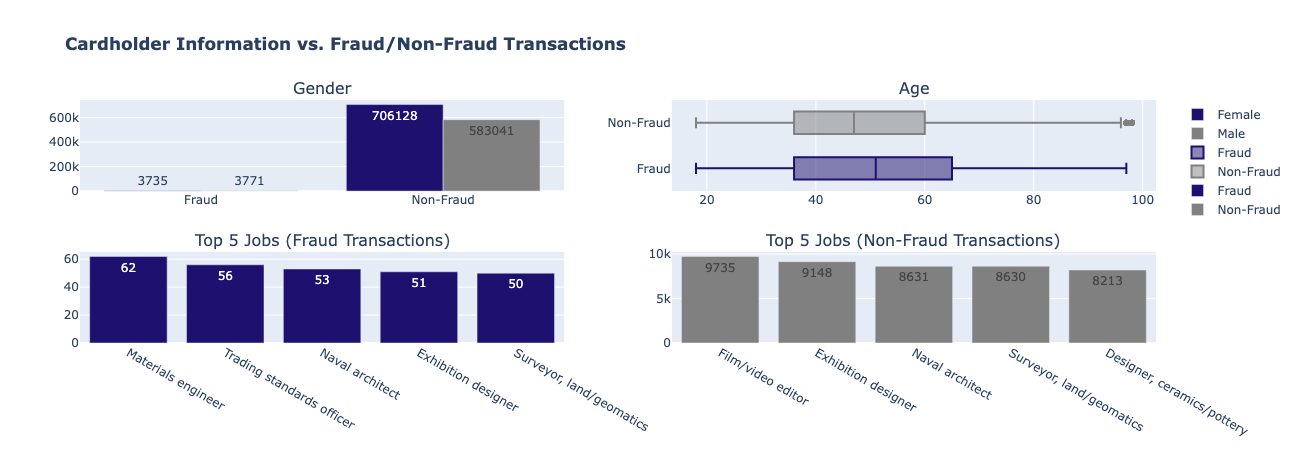 Cardholder Information vs. Fraud/Non-Fraud Transactions
Gender
600k
400k
200k
0
3735
3771
706128
583041
Fraud
Non-Fraud
Age
Non-Fraud
Fraud
20
40
60
80
100
Female
Male
Fraud
Non-Fraud
Fraud
Non-Fraud
Top 5 Jobs (Fraud Transactions)
60
40
20
0
62
56
53
51
50
Materials engineer
Trading standards officer
Naval architect
Exhibition designer
Surveyor, land/geomatics
Top 5 Jobs (Non-Fraud Transactions)
10k
5k
0
9735
9148
8631
8630
8213
Film/video editor
Exhibition designer
Naval architect
Surveyor, land/geomatics
Designer, ceramics/pottery